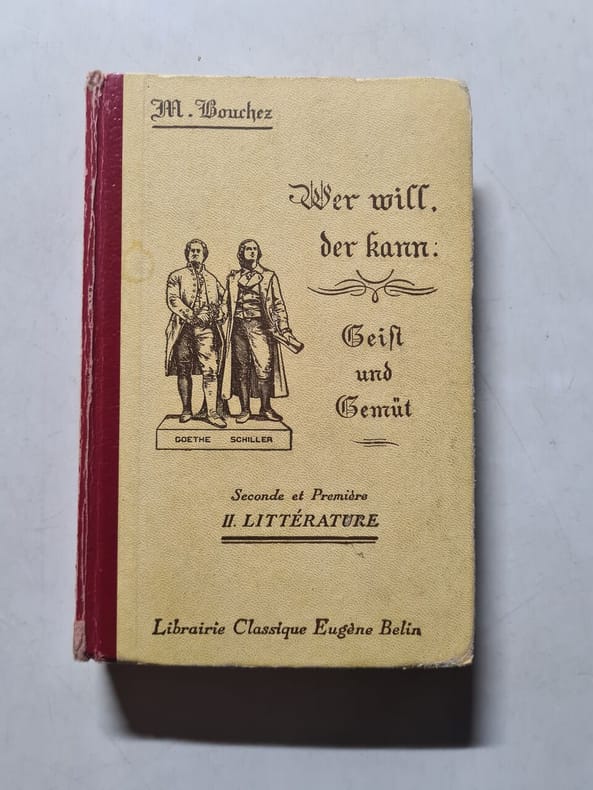 M. Bouchez
Wer will,
der kann:
Geist
und
Gemüt
GOETHE SCHILLER
Seconde et Première
II. LITTÉRATURE
Librairie Classique Eugène Belin